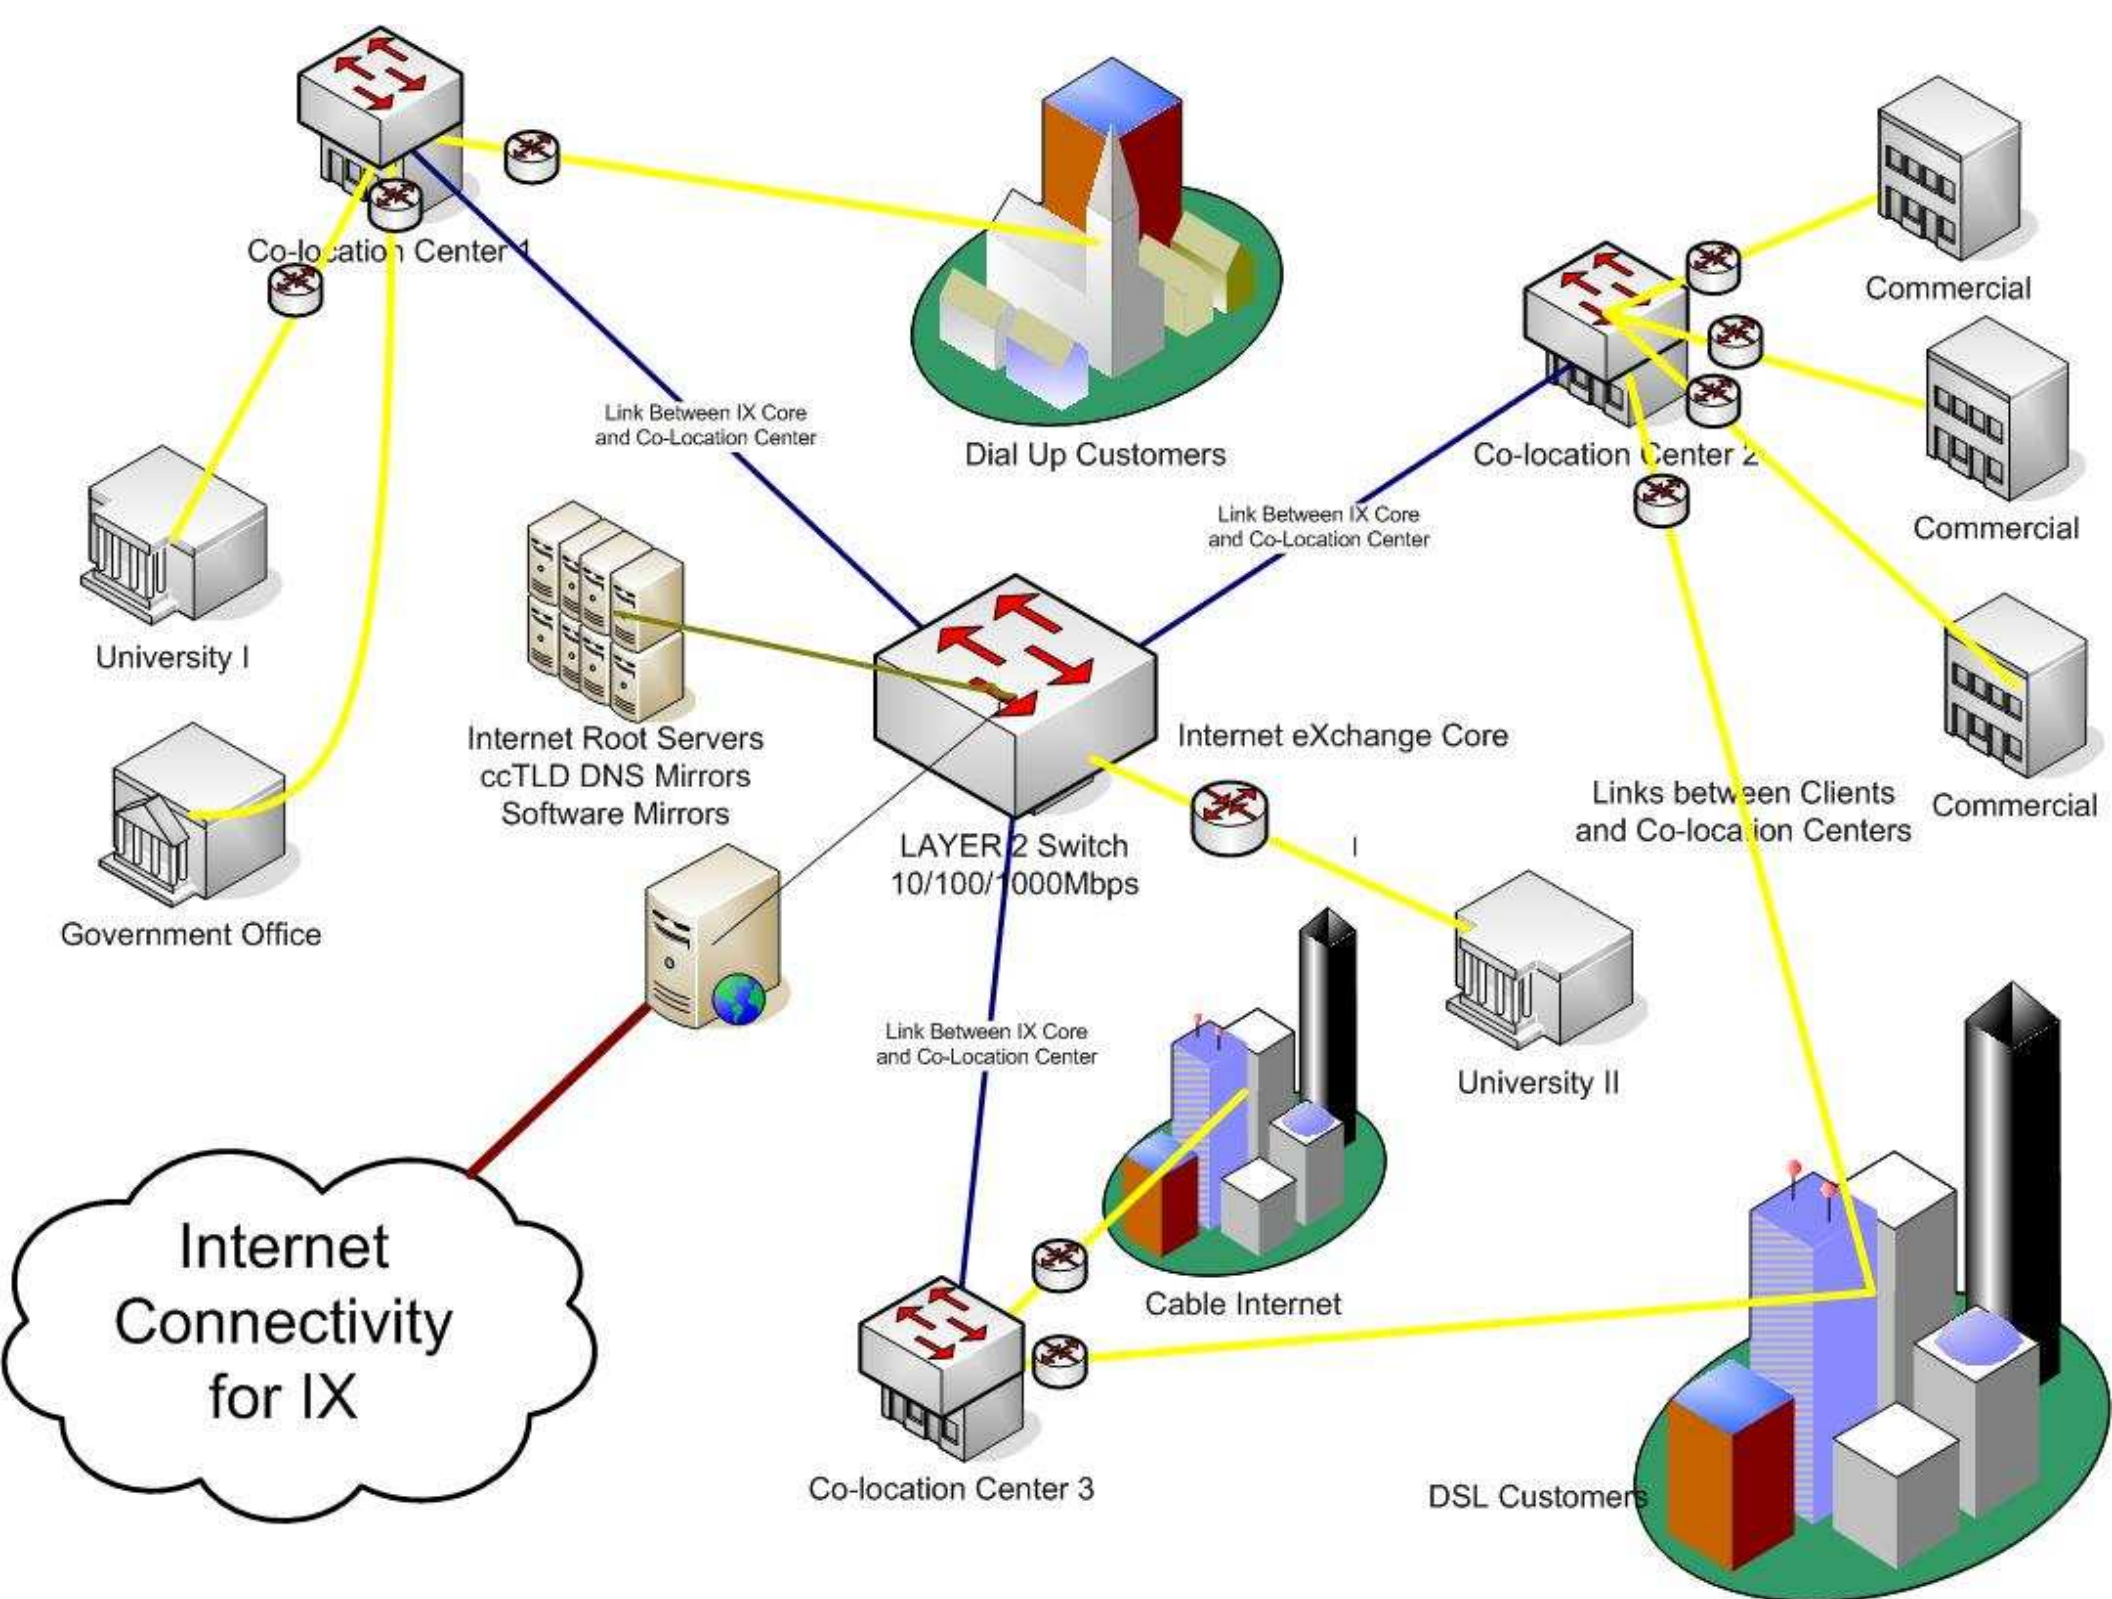 Co-location Center 1
Dial Up Customers
Commercial
Link Between IX Core
and Co-Location Center
Co-location Center 2
Commercial
Link Between IX Core
and Co-Location Center
University I
Internet Root Servers
ccTLD DNS Mirrors
Software Mirrors
Internet eXchange Core
Links between Clients
and Co-location Centers
Commercial
LAYER 2 Switch
10/100/1000Mbps
I
Government Office
Link Between IX Core
and Co-Location Center
University II
Internet
Connectivity
for IX
Cable Internet
Co-location Center 3
DSL Customers